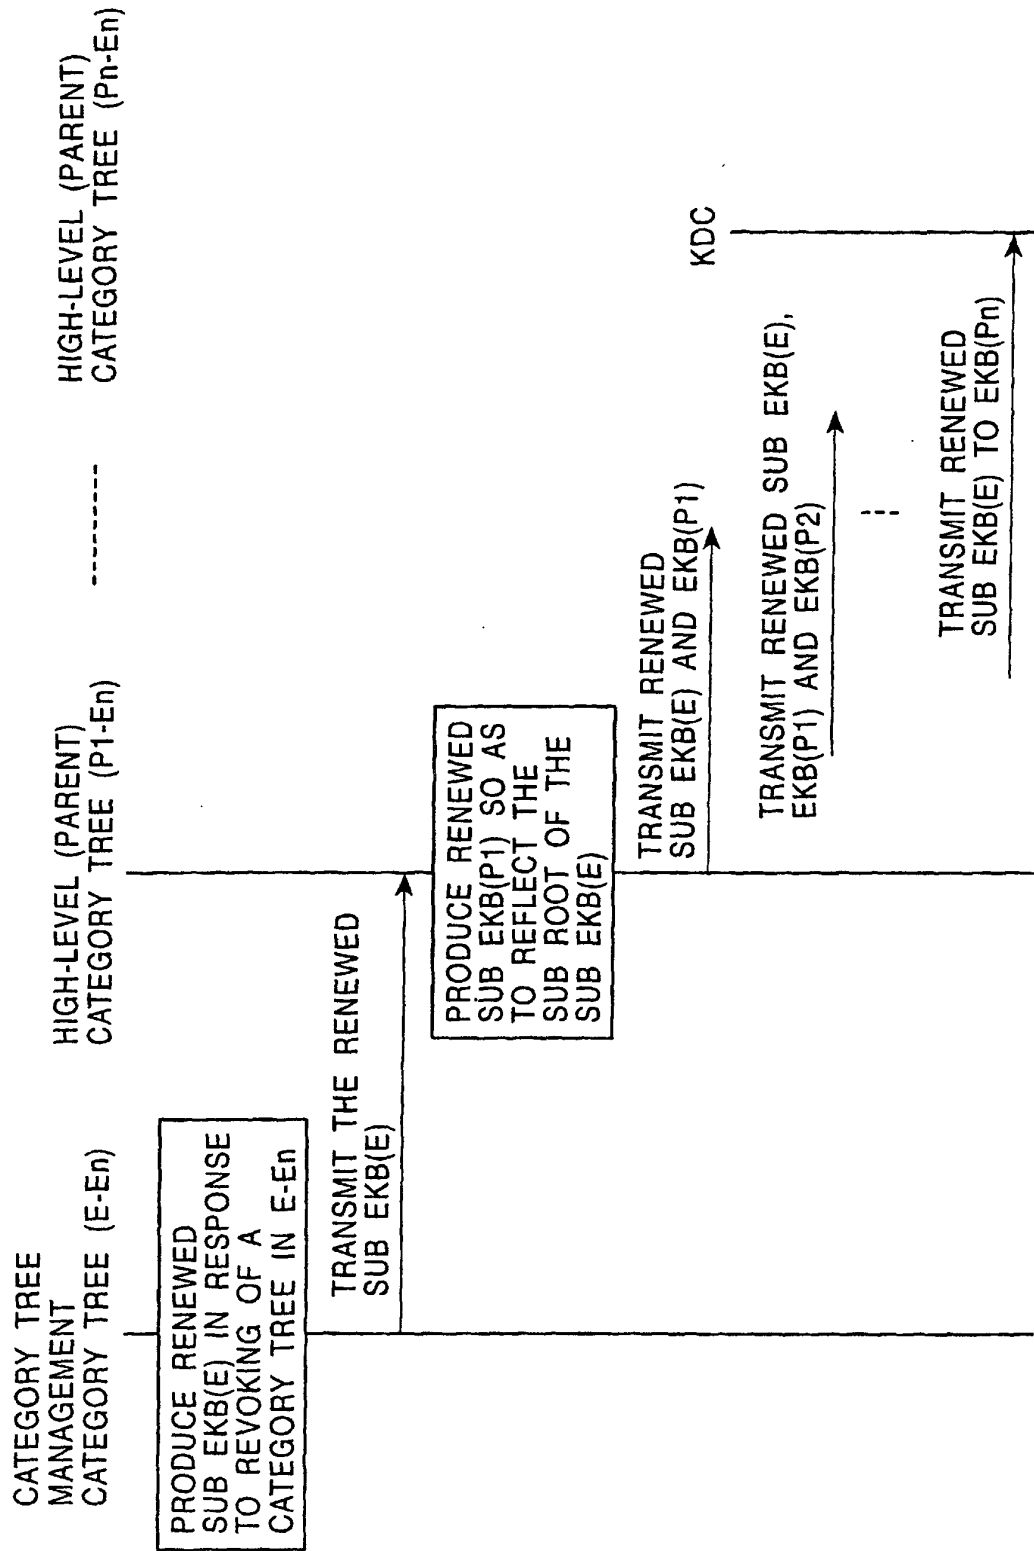 CATEGORY TREE
MANAGEMENT
CATEGORY TREE (E-En)
HIGH-LEVEL (PARENT)
CATEGORY TREE (P1-En)
--------
HIGH-LEVEL (PARENT)
CATEGORY TREE (Pn-En)
PRODUCE RENEWED
SUB EKB(E) IN RESPONSE
TO REVOKING OF A
CATEGORY TREE IN E-En
TRANSMIT THE RENEWED
SUB EKB(E)
PRODUCE RENEWED
SUB EKB(P1) SO AS
TO REFLECT THE
SUB ROOT OF THE
SUB EKB(E)
TRANSMIT RENEWED
SUB EKB(E) AND EKB(P1)
KDC
TRANSMIT RENEWED SUB EKB(E),
EKB(P1) AND EKB(P2)
---
TRANSMIT RENEWED
SUB EKB(E) TO EKB(Pn)